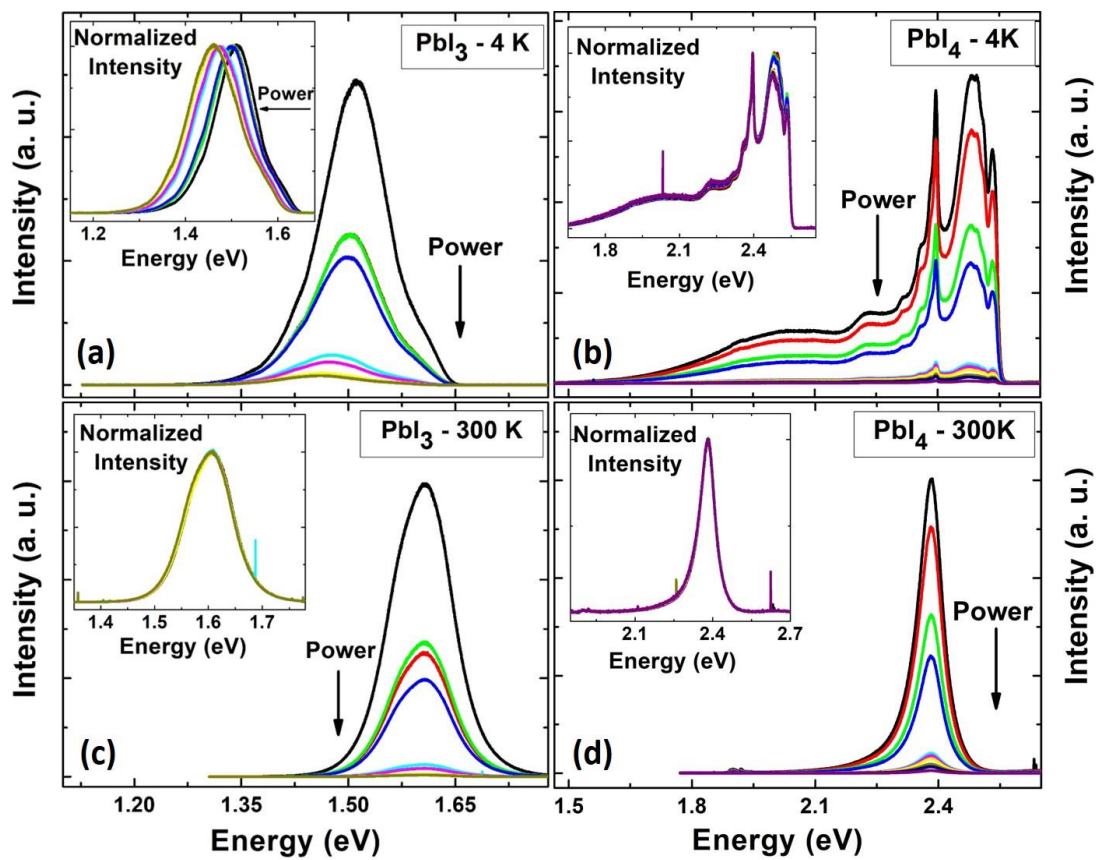 Normalized
Intensity
PbI3 - 4 K
Power
1.2 1.4 1.6
Energy (eV)
Power
(a)
Intensity (a. u.)
Normalized
Intensity
PbI4 - 4K
1.8 2.1 2.4
Energy (eV)
Power
(b)
Intensity (a. u.)
Normalized
Intensity
PbI3 - 300 K
1.4 1.5 1.6 1.7
Energy (eV)
Power
(c)
Intensity (a. u.)
1.20 1.35 1.50 1.65
Energy (eV)
Normalized
Intensity
PbI4 - 300K
2.1 2.4 2.7
Energy (eV)
Power
(d)
Intensity (a. u.)
1.5 1.8 2.1 2.4
Energy (eV)